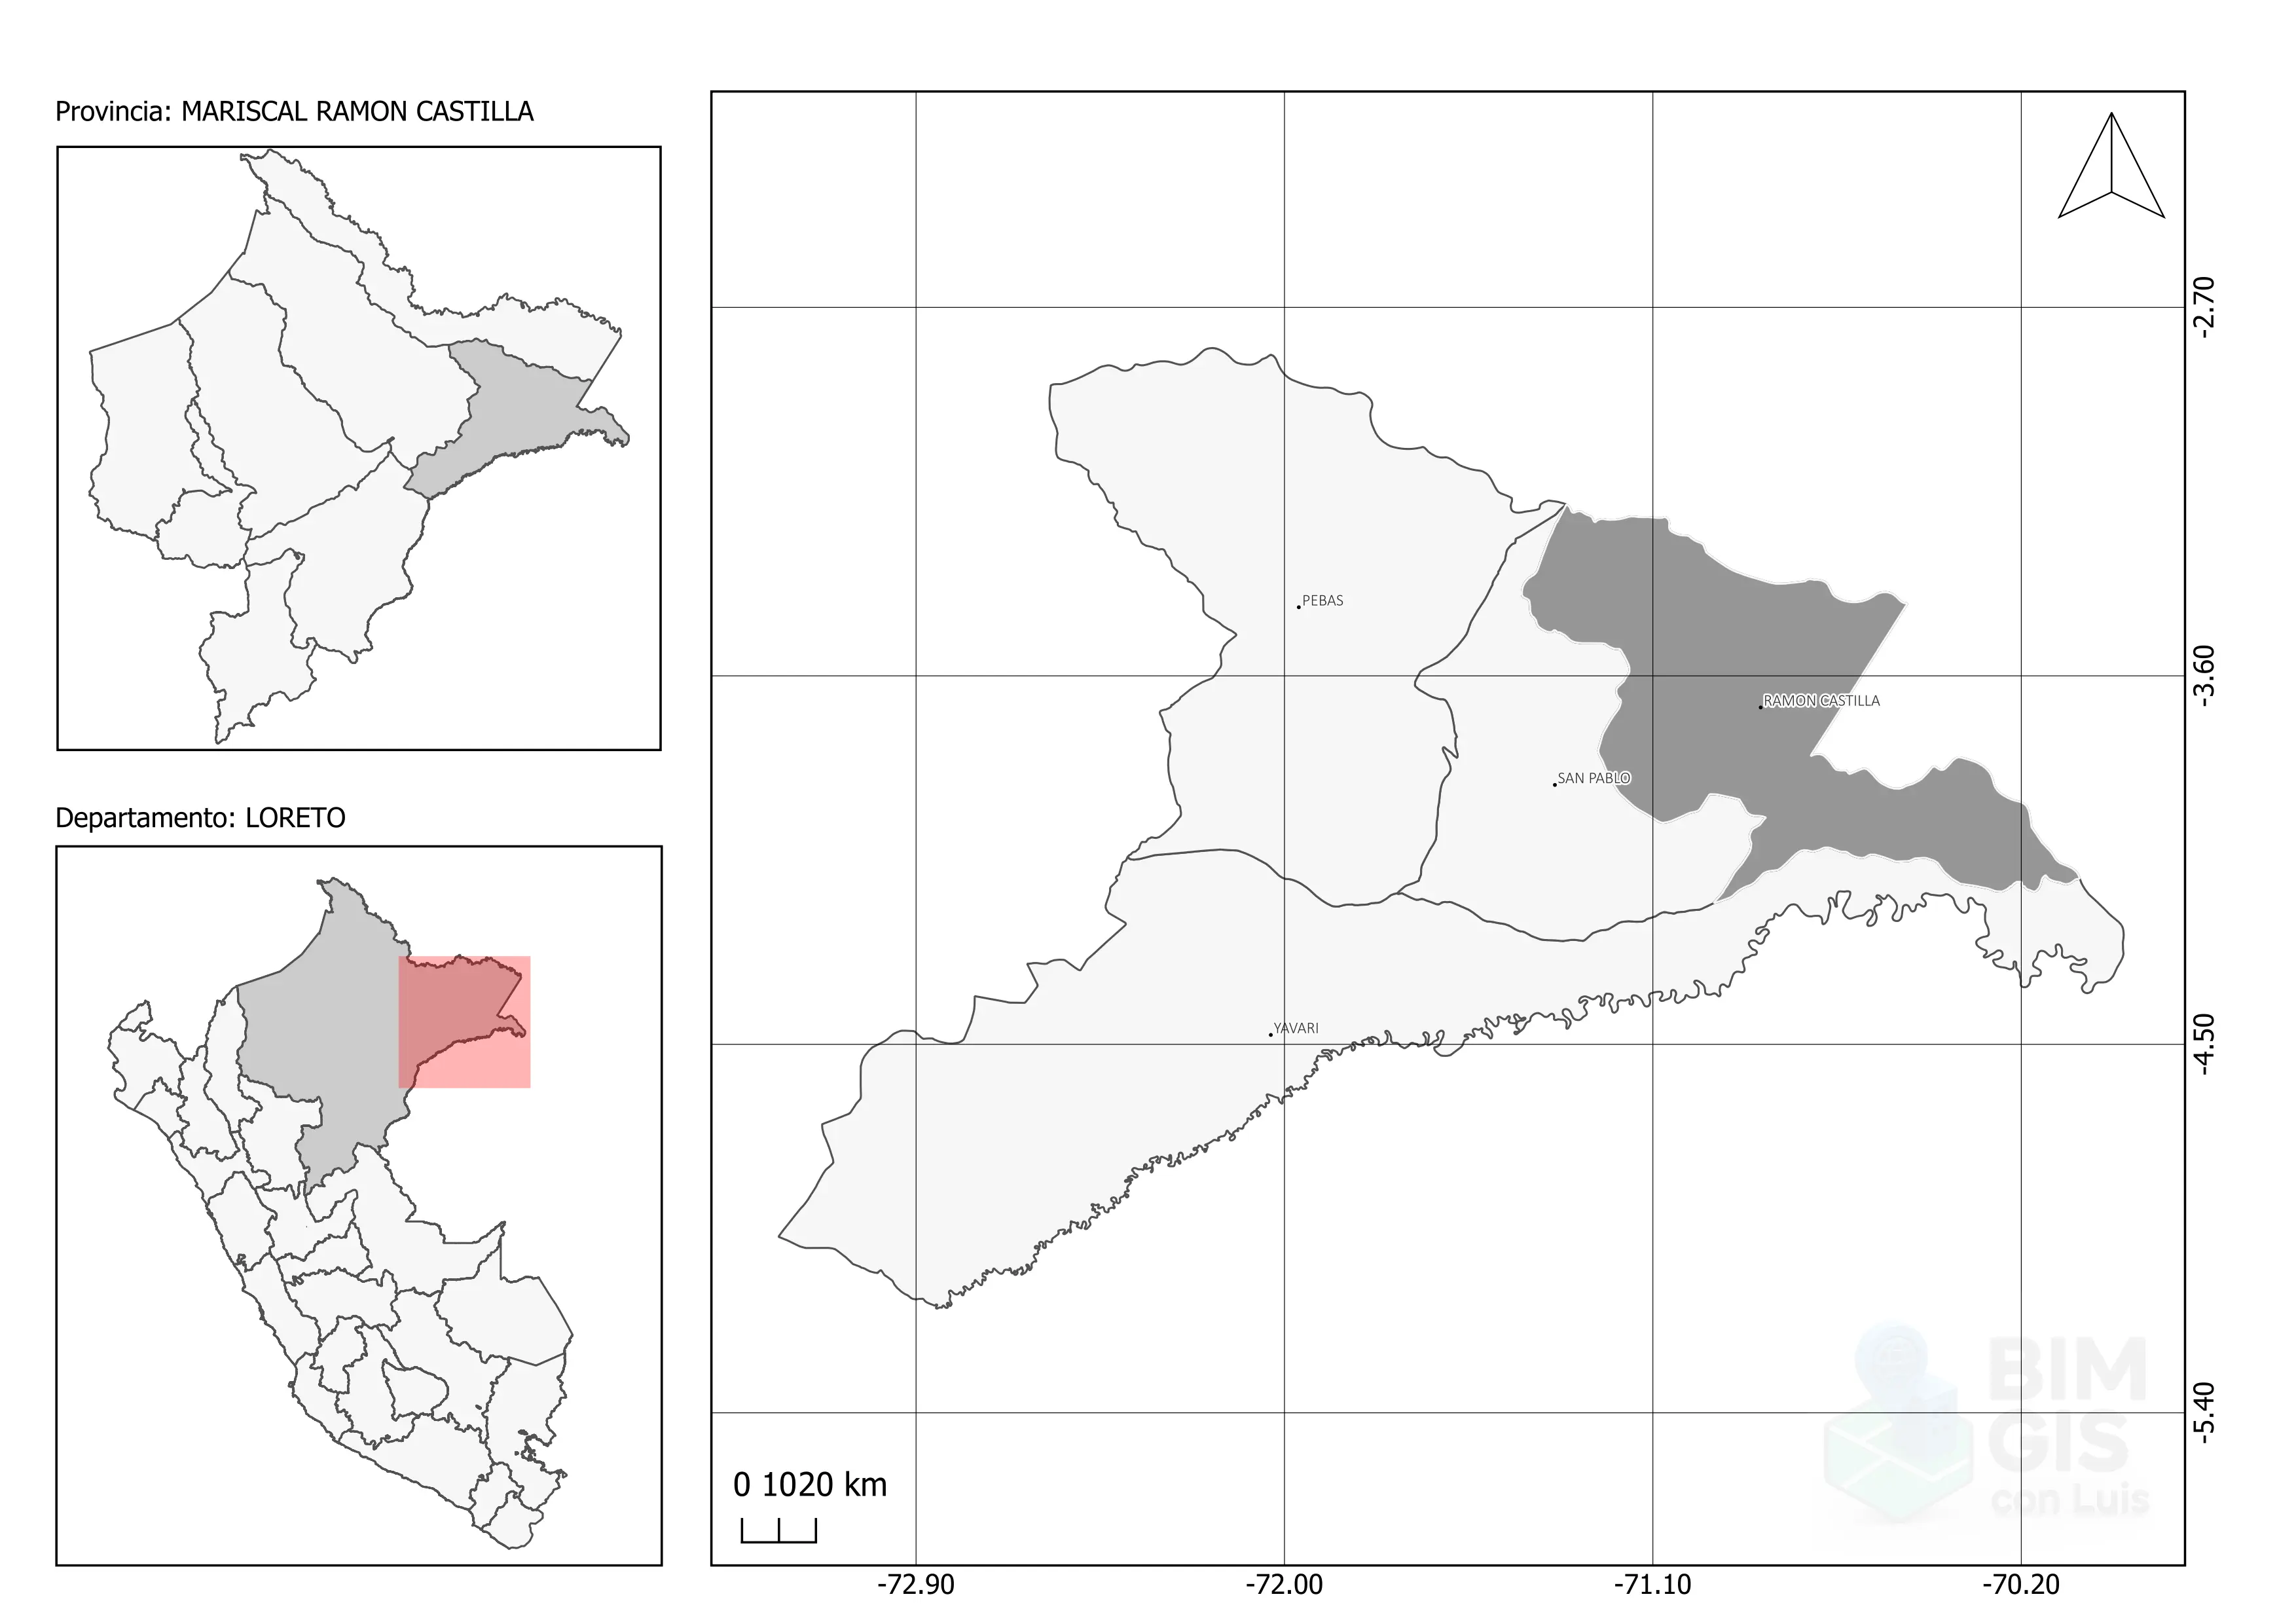 Provincia: MARISCAL RAMON CASTILLA
Departamento: LORETO
-2.70
PEBAS
-3.60
RAMON CASTILLA
SAN PABLO
YAVARI
-4.50
-5.40
BIM
GIS
con Luis
0 1020 km
-72.90 -72.00 -71.10 -70.20